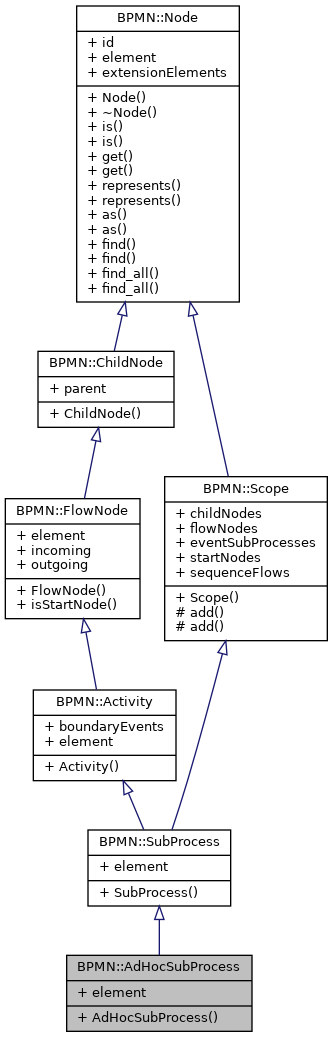 BPMN::Node
+ id
+ element
+ extensionElements
+ Node()
+ ~Node()
+ is()
+ is()
+ get()
+ get()
+ represents()
+ represents()
+ as()
+ as()
+ find()
+ find()
+ find_all()
+ find_all()
BPMN::ChildNode
+ parent
+ ChildNode()
BPMN::Scope
+ childNodes
+ flowNodes
+ eventSubProcesses
+ startNodes
+ sequenceFlows
+ Scope()
# add()
# add()
BPMN::FlowNode
+ element
+ incoming
+ outgoing
+ FlowNode()
+ isStartNode()
BPMN::Activity
+ boundaryEvents
+ element
+ Activity()
BPMN::SubProcess
+ element
+ SubProcess()
BPMN::AdHocSubProcess
+ element
+ AdHocSubProcess()